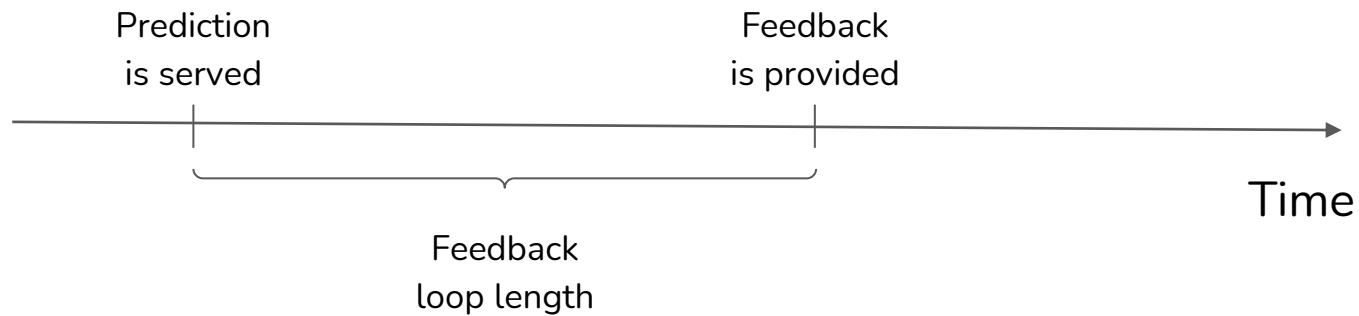 Prediction
is served
Feedback
is provided
Time
Feedback
loop length